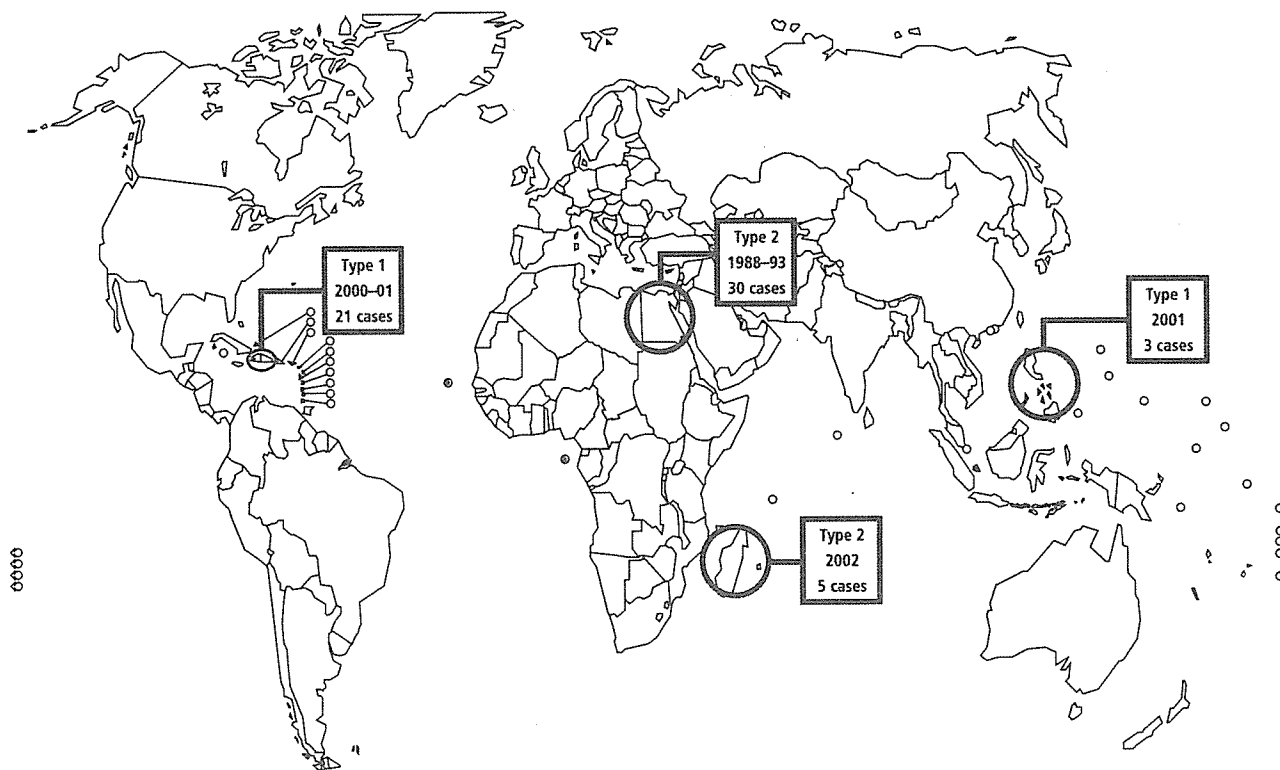 Type 1
2000–01
21 cases
Type 2
1988–93
30 cases
Type 1
2001
3 cases
Type 2
2002
5 cases